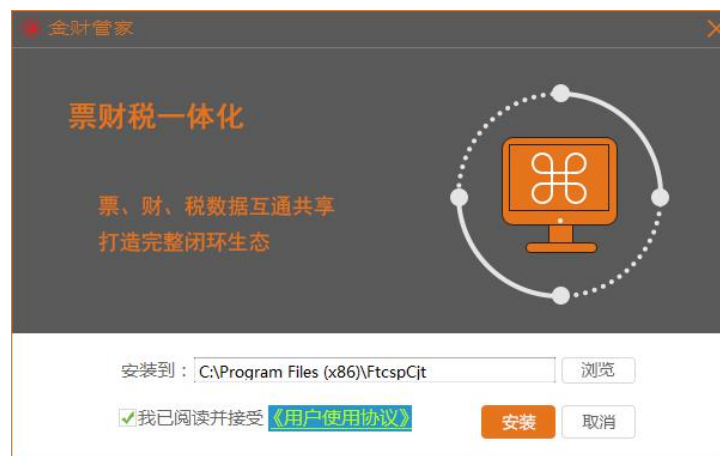 金财管家
票财税一体化
票、财、税数据互通共享
打造完整闭环生态
安装到：C:\Program Files (x86)\FtcspCjt 浏览
我已阅读并接受《用户使用协议》 安装 取消